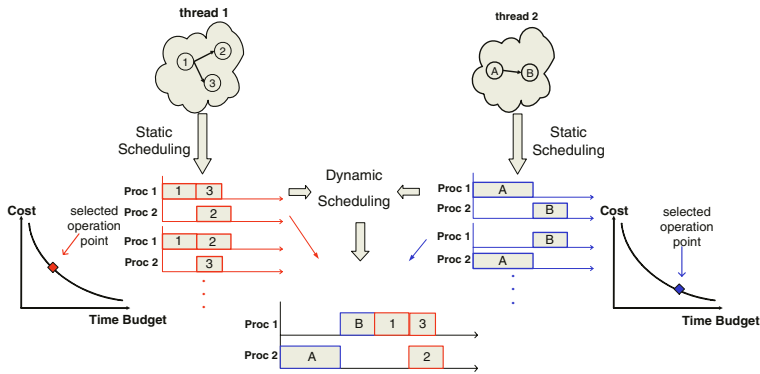 thread 1
thread 2
1
2
3
A
B
Static
Scheduling
Static
Scheduling
Dynamic
Scheduling
Proc 1
1
3
Proc 2
2
Proc 1
1
2
Proc 2
3
Proc 1
A
Proc 2
B
Proc 1
B
Proc 2
A
Cost
selected
operation
point
Time Budget
Cost
selected
operation
point
Time Budget
Proc 1
B
1
3
Proc 2
A
2